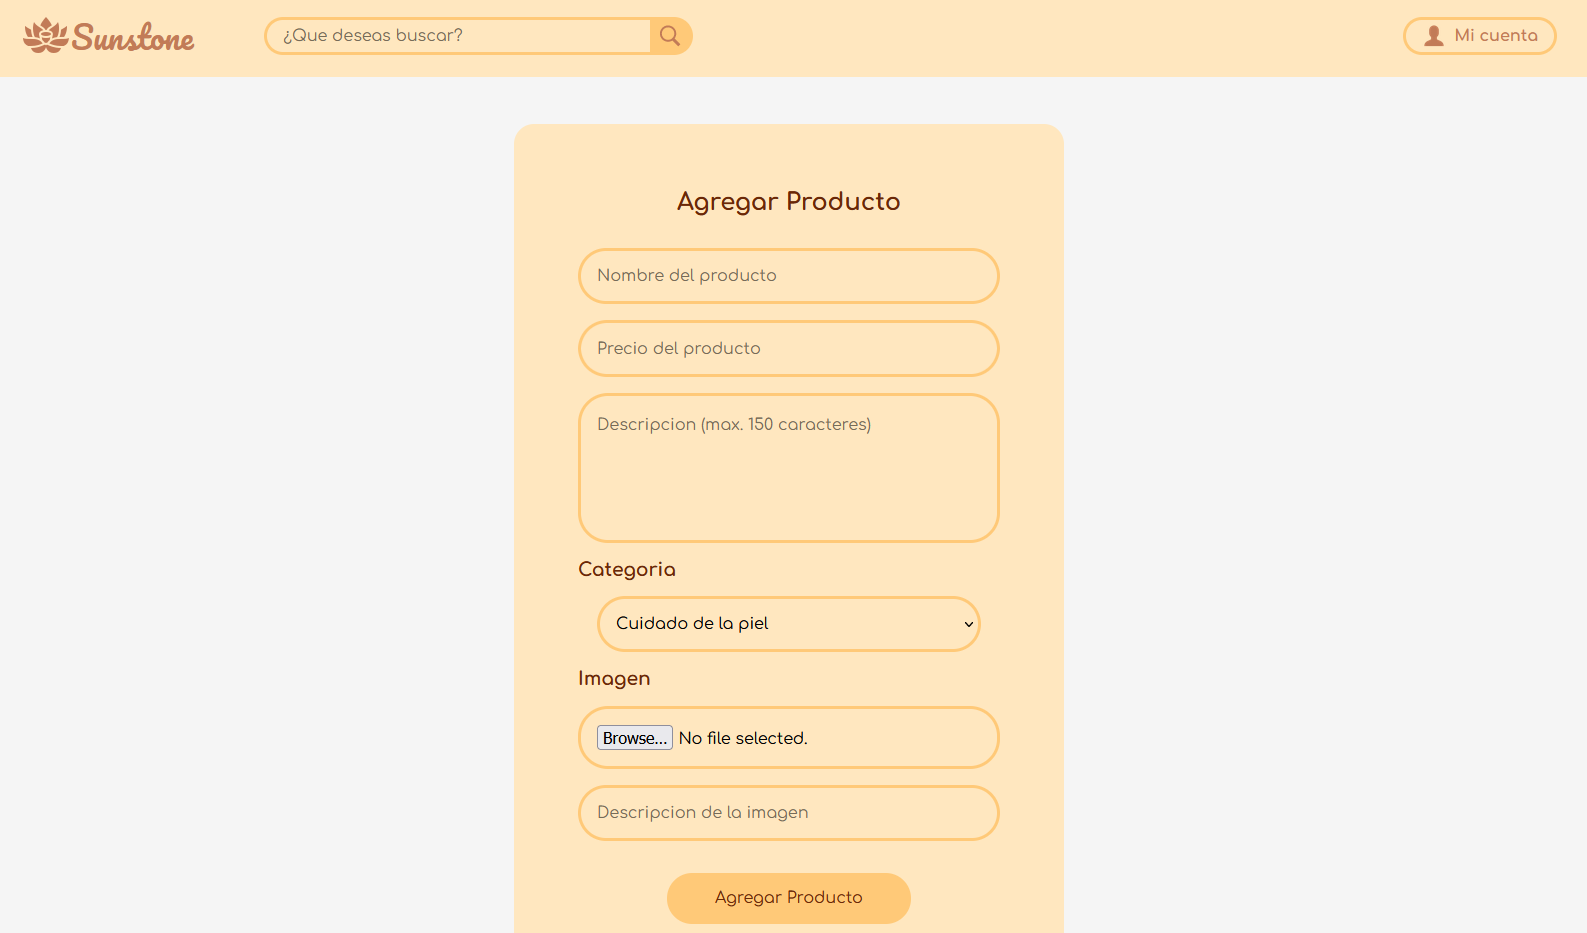 Sunstone
¿Que deseas buscar?
Mi cuenta
Agregar Producto
Nombre del producto
Precio del producto
Descripcion (max. 150 caracteres)
Categoria
Cuidado de la piel
Imagen
Browse... No file selected.
Descripcion de la imagen
Agregar Producto